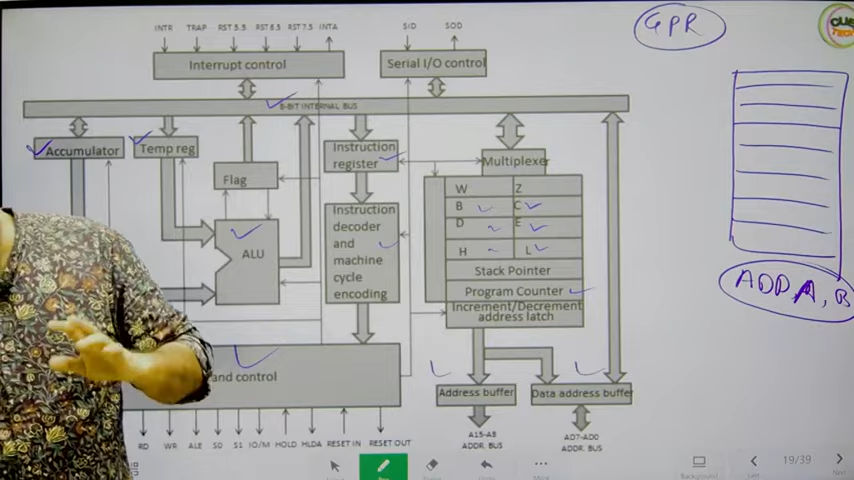 INTR TRAP RST 5.5 RST 6.5 RST 7.5 INTA
SID SOD
GPR
Interrupt control
Serial I/O control
8-BIT INTERNAL BUS
Accumulator
Temp reg
Instruction
register
Multiplexer
Flag
W Z
B C
D E
H L
Instruction
decoder
and
machine
cycle
encoding
ALU
Stack Pointer
Program Counter
Increment/Decrement
address latch
ADD A, B
and control
Address buffer
Data address buffer
RD WR ALE S0 S1 IO/M HOLD HLDA RESET IN RESET OUT
A15-A8
ADDR. BUS
AD7-AD0
ADDR. BUS
19/39